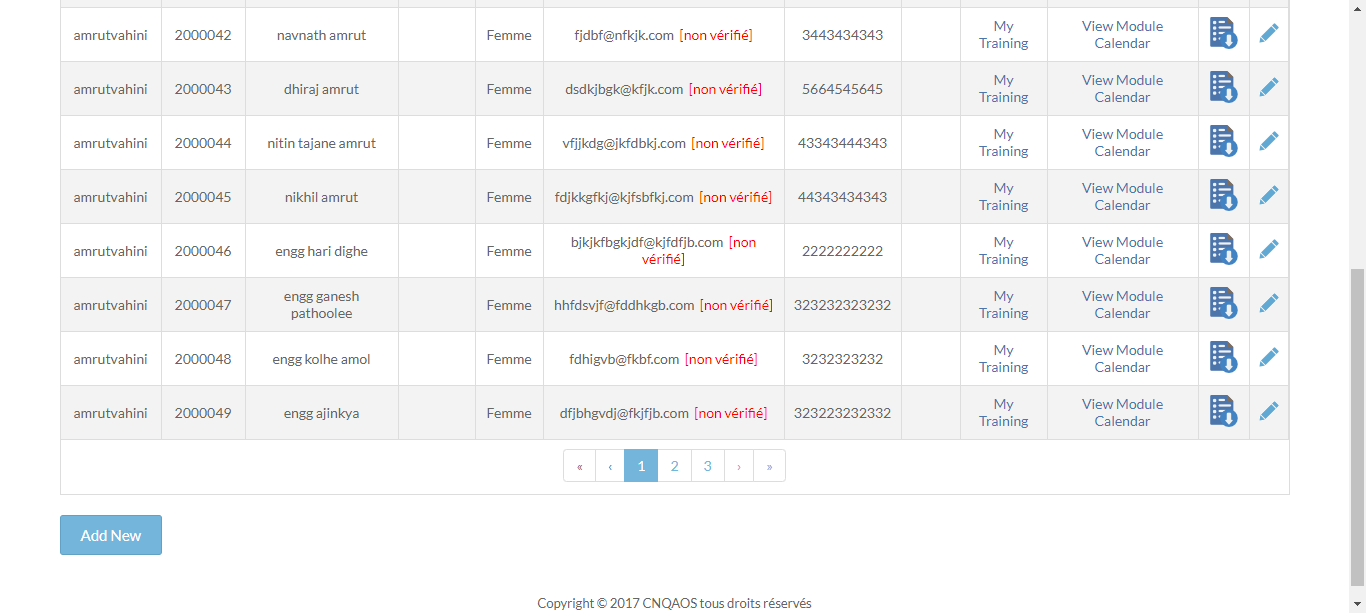 amrutvahini 2000042 navnath amrut Femme fjdbf@nfkjk.com [non vérifié] 3443434343 My Training View Module Calendar
amrutvahini 2000043 dhiraj amrut Femme dsdkjbgk@kfjk.com [non vérifié] 5664545645 My Training View Module Calendar
amrutvahini 2000044 nitin tajane amrut Femme vfjjkdg@jkfdbkj.com [non vérifié] 43343444343 My Training View Module Calendar
amrutvahini 2000045 nikhil amrut Femme fdjkkgfkj@kjfsbfkj.com [non vérifié] 44343434343 My Training View Module Calendar
amrutvahini 2000046 engg hari dighe Femme bjkjkfbgkjdf@kjfdfjb.com [non vérifié] 2222222222 My Training View Module Calendar
amrutvahini 2000047 engg ganesh pathoolee Femme hhfdsvjf@fddhkgb.com [non vérifié] 323232323232 My Training View Module Calendar
amrutvahini 2000048 engg kolhe amol Femme fdhigvb@fkbf.com [non vérifié] 3232323232 My Training View Module Calendar
amrutvahini 2000049 engg ajinkya Femme dfjbhgvdj@fkjfjb.com [non vérifié] 323223232332 My Training View Module Calendar
« ‹ 1 2 3 › »
Add New
Copyright © 2017 CNQAOS tous droits réservés